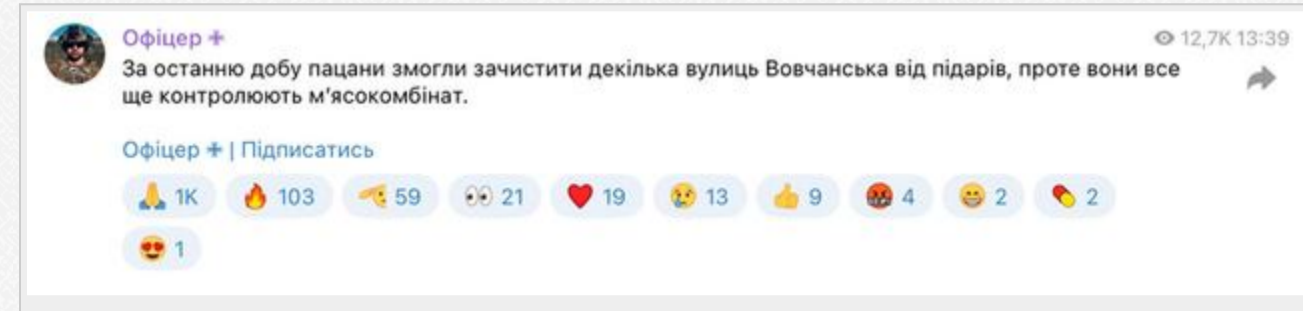 Офіцер +
12,7K 13:39
За останню добу пацани змогли зачистити декілька вулиць Вовчанська від підарів, проте вони все
ще контролюють м’ясокомбінат.
Офіцер + | Підписатись
🙏 1K 🔥 103 🫡 59 👀 21 ❤️ 19 😢 13 👍 9 🤬 4 😁 2 💊 2
😍 1